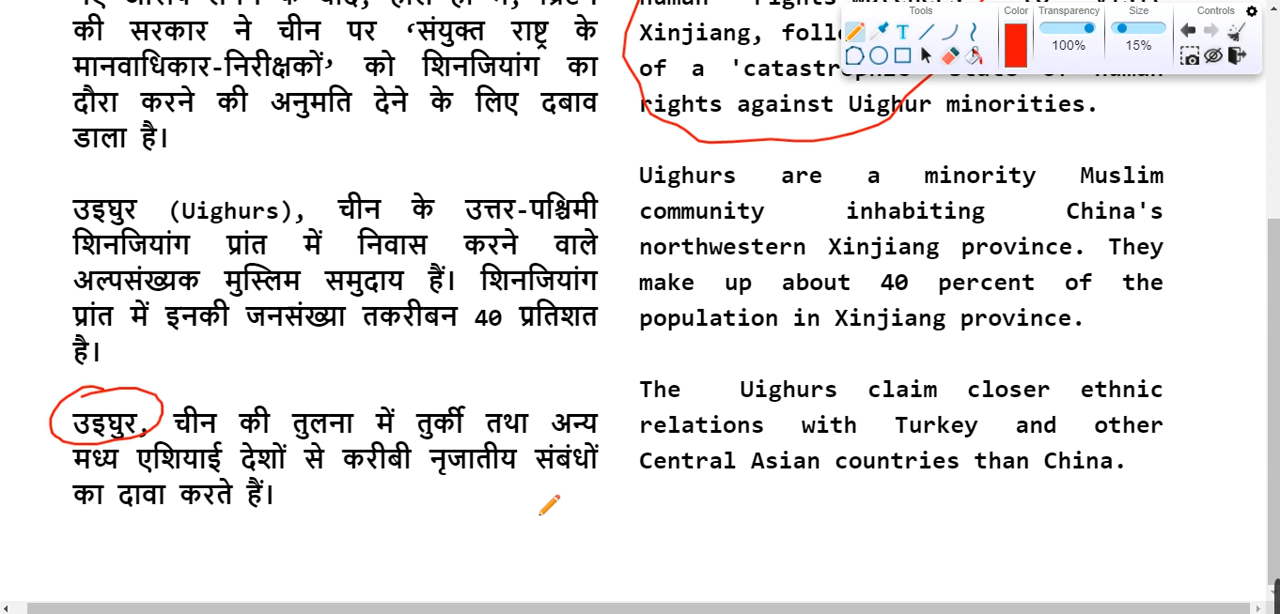 की सरकार ने चीन पर ‘संयुक्त राष्ट्र के
मानवाधिकार-निरीक्षकों’ को शिनजियांग का
दौरा करने की अनुमति देने के लिए दबाव
डाला है।
उइघुर (Uighurs), चीन के उत्तर-पश्चिमी
शिनजियांग प्रांत में निवास करने वाले
अल्पसंख्यक मुस्लिम समुदाय हैं। शिनजियांग
प्रांत में इनकी जनसंख्या तकरीबन 40 प्रतिशत
है।
उइघुर, चीन की तुलना में तुर्की तथा अन्य
मध्य एशियाई देशों से करीबी नृजातीय संबंधों
का दावा करते हैं।
Xinjiang,
of a
rights against Uighur minorities.
Uighurs are a minority Muslim
community inhabiting China's
northwestern Xinjiang province. They
make up about 40 percent of the
population in Xinjiang province.
The Uighurs claim closer ethnic
relations with Turkey and other
Central Asian countries than China.
Tools Color Transparency Size Controls
T
100% 15%